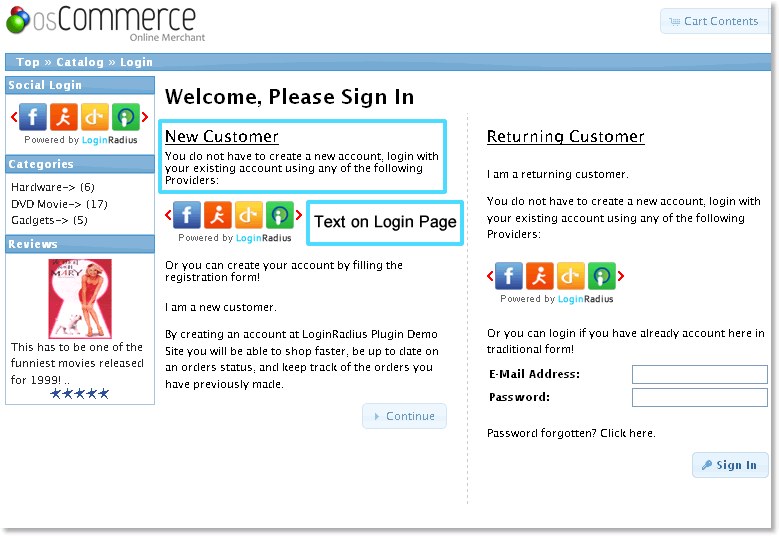 osCommerce
Online Merchant
Cart Contents
Top » Catalog » Login
Social Login
Powered by LoginRadius
Categories
Hardware-> (6)
DVD Movie-> (17)
Gadgets-> (5)
Reviews
MARY
This has to be one of the
funniest movies released
for 1999! ..
Welcome, Please Sign In
New Customer
You do not have to create a new account, login with
your existing account using any of the following
Providers:
Powered by LoginRadius
Text on Login Page
Or you can create your account by filling the
registration form!
I am a new customer.
By creating an account at LoginRadius Plugin Demo
Site you will be able to shop faster, be up to date on
an orders status, and keep track of the orders you
have previously made.
Continue
Returning Customer
I am a returning customer.
You do not have to create a new account, login with
your existing account using any of the following
Providers:
Powered by LoginRadius
Or you can login if you have already account here in
traditional form!
E-Mail Address:
Password:
Password forgotten? Click here.
Sign In